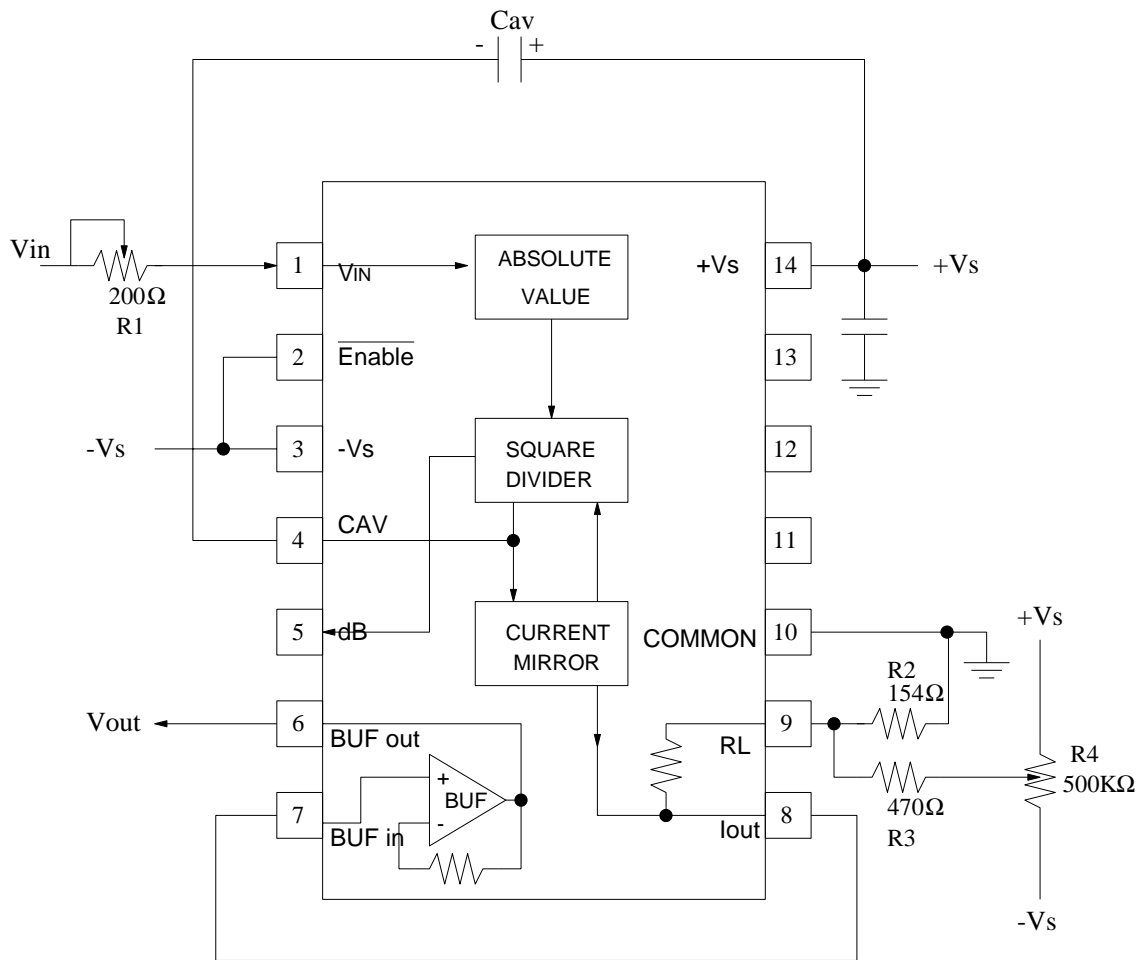 Cav
- +
Vin
200Ω
R1
1
VIN
ABSOLUTE
VALUE
+Vs
14
+Vs
2
Enable
13
-Vs
3
-Vs
SQUARE
DIVIDER
12
4
CAV
11
5
dB
CURRENT
MIRROR
COMMON
10
+Vs
R2
154Ω
Vout
6
BUF out
RL
9
R4
500KΩ
470Ω
R3
7
BUF in
+
BUF
-
Iout
8
-Vs